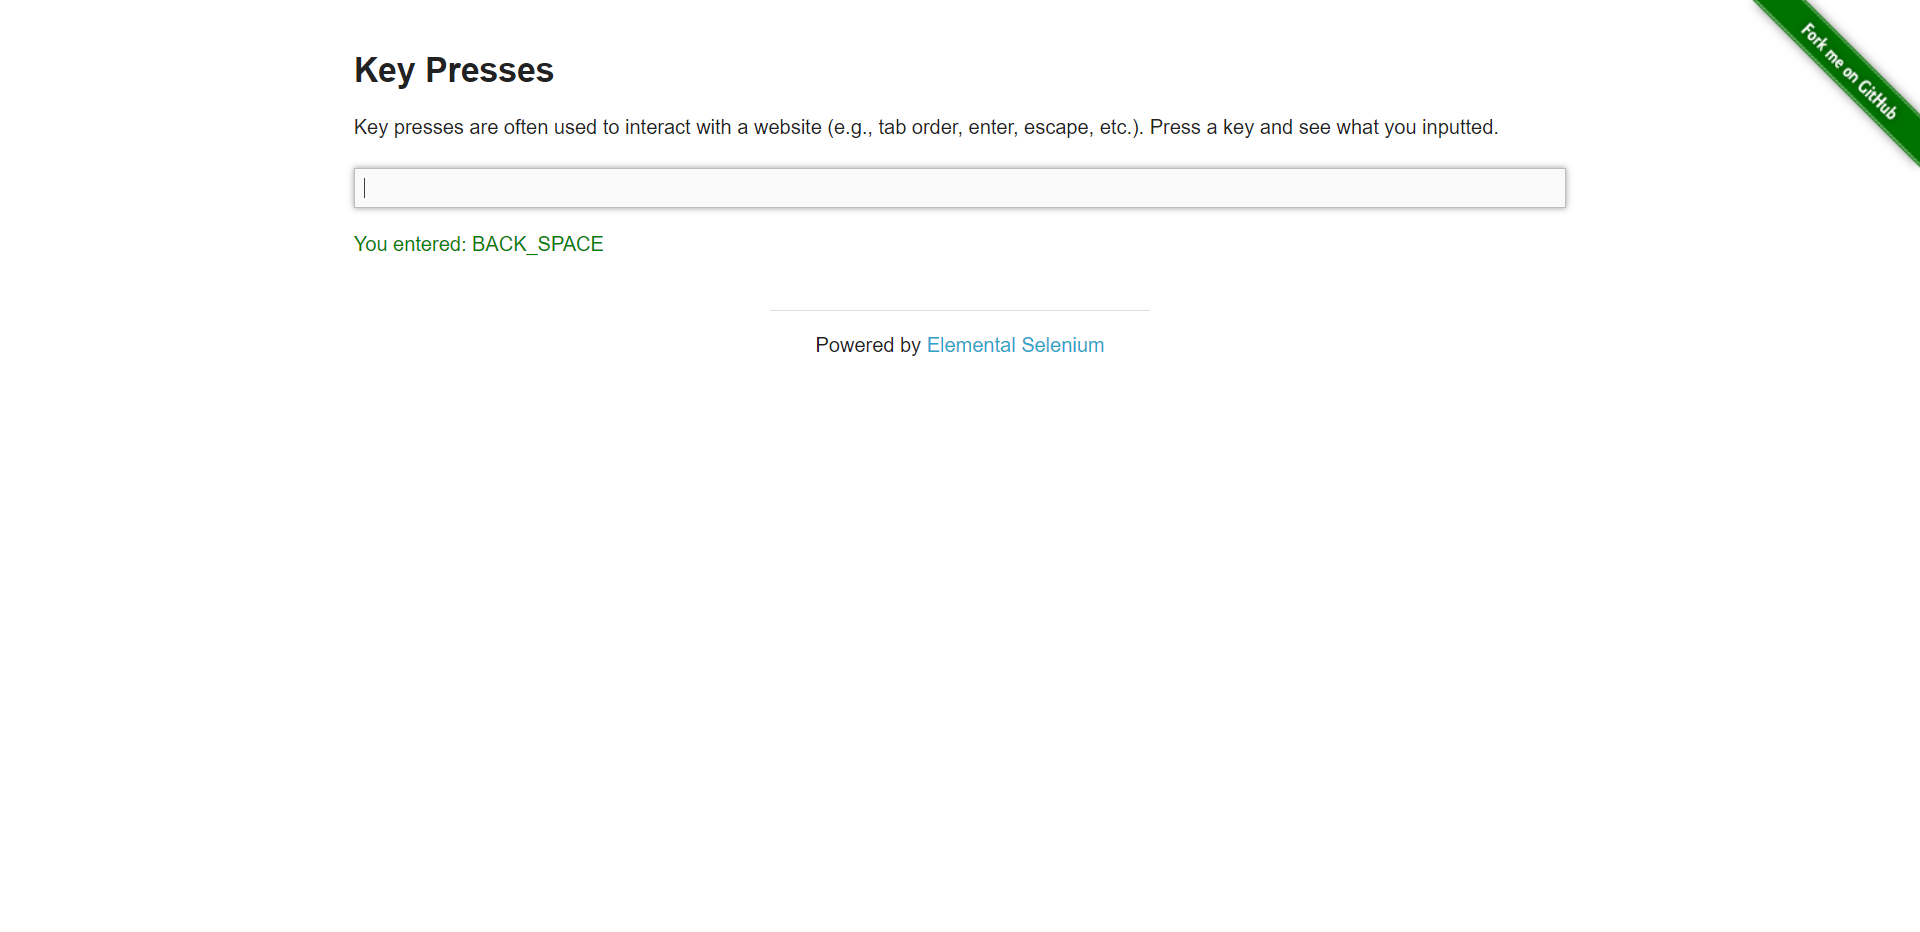 Fork me on GitHub
Key Presses
Key presses are often used to interact with a website (e.g., tab order, enter, escape, etc.). Press a key and see what you inputted.
You entered: BACK_SPACE
Powered by Elemental Selenium